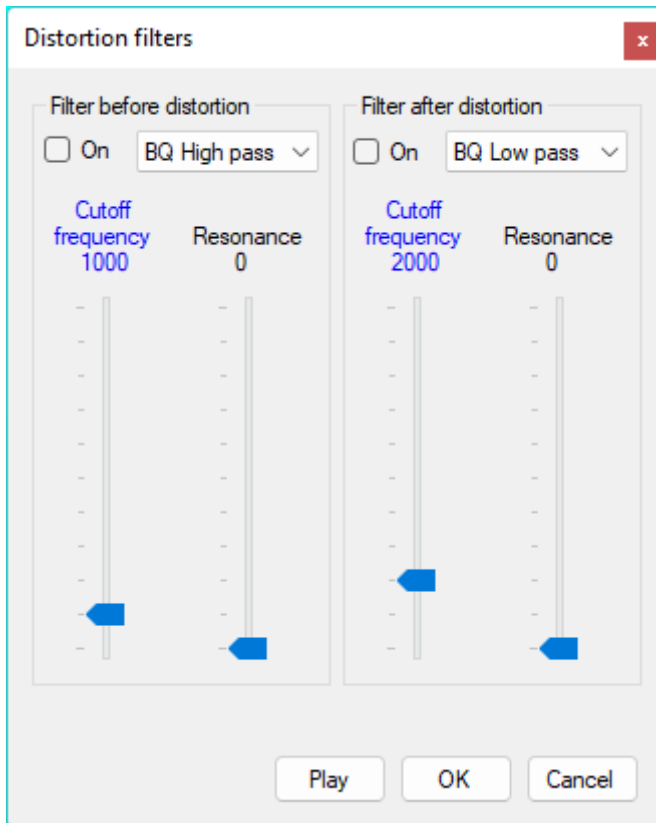 Distortion filters
x
Filter before distortion
On
BQ High pass
Cutoff
frequency
1000
Resonance
0
Filter after distortion
On
BQ Low pass
Cutoff
frequency
2000
Resonance
0
Play
OK
Cancel